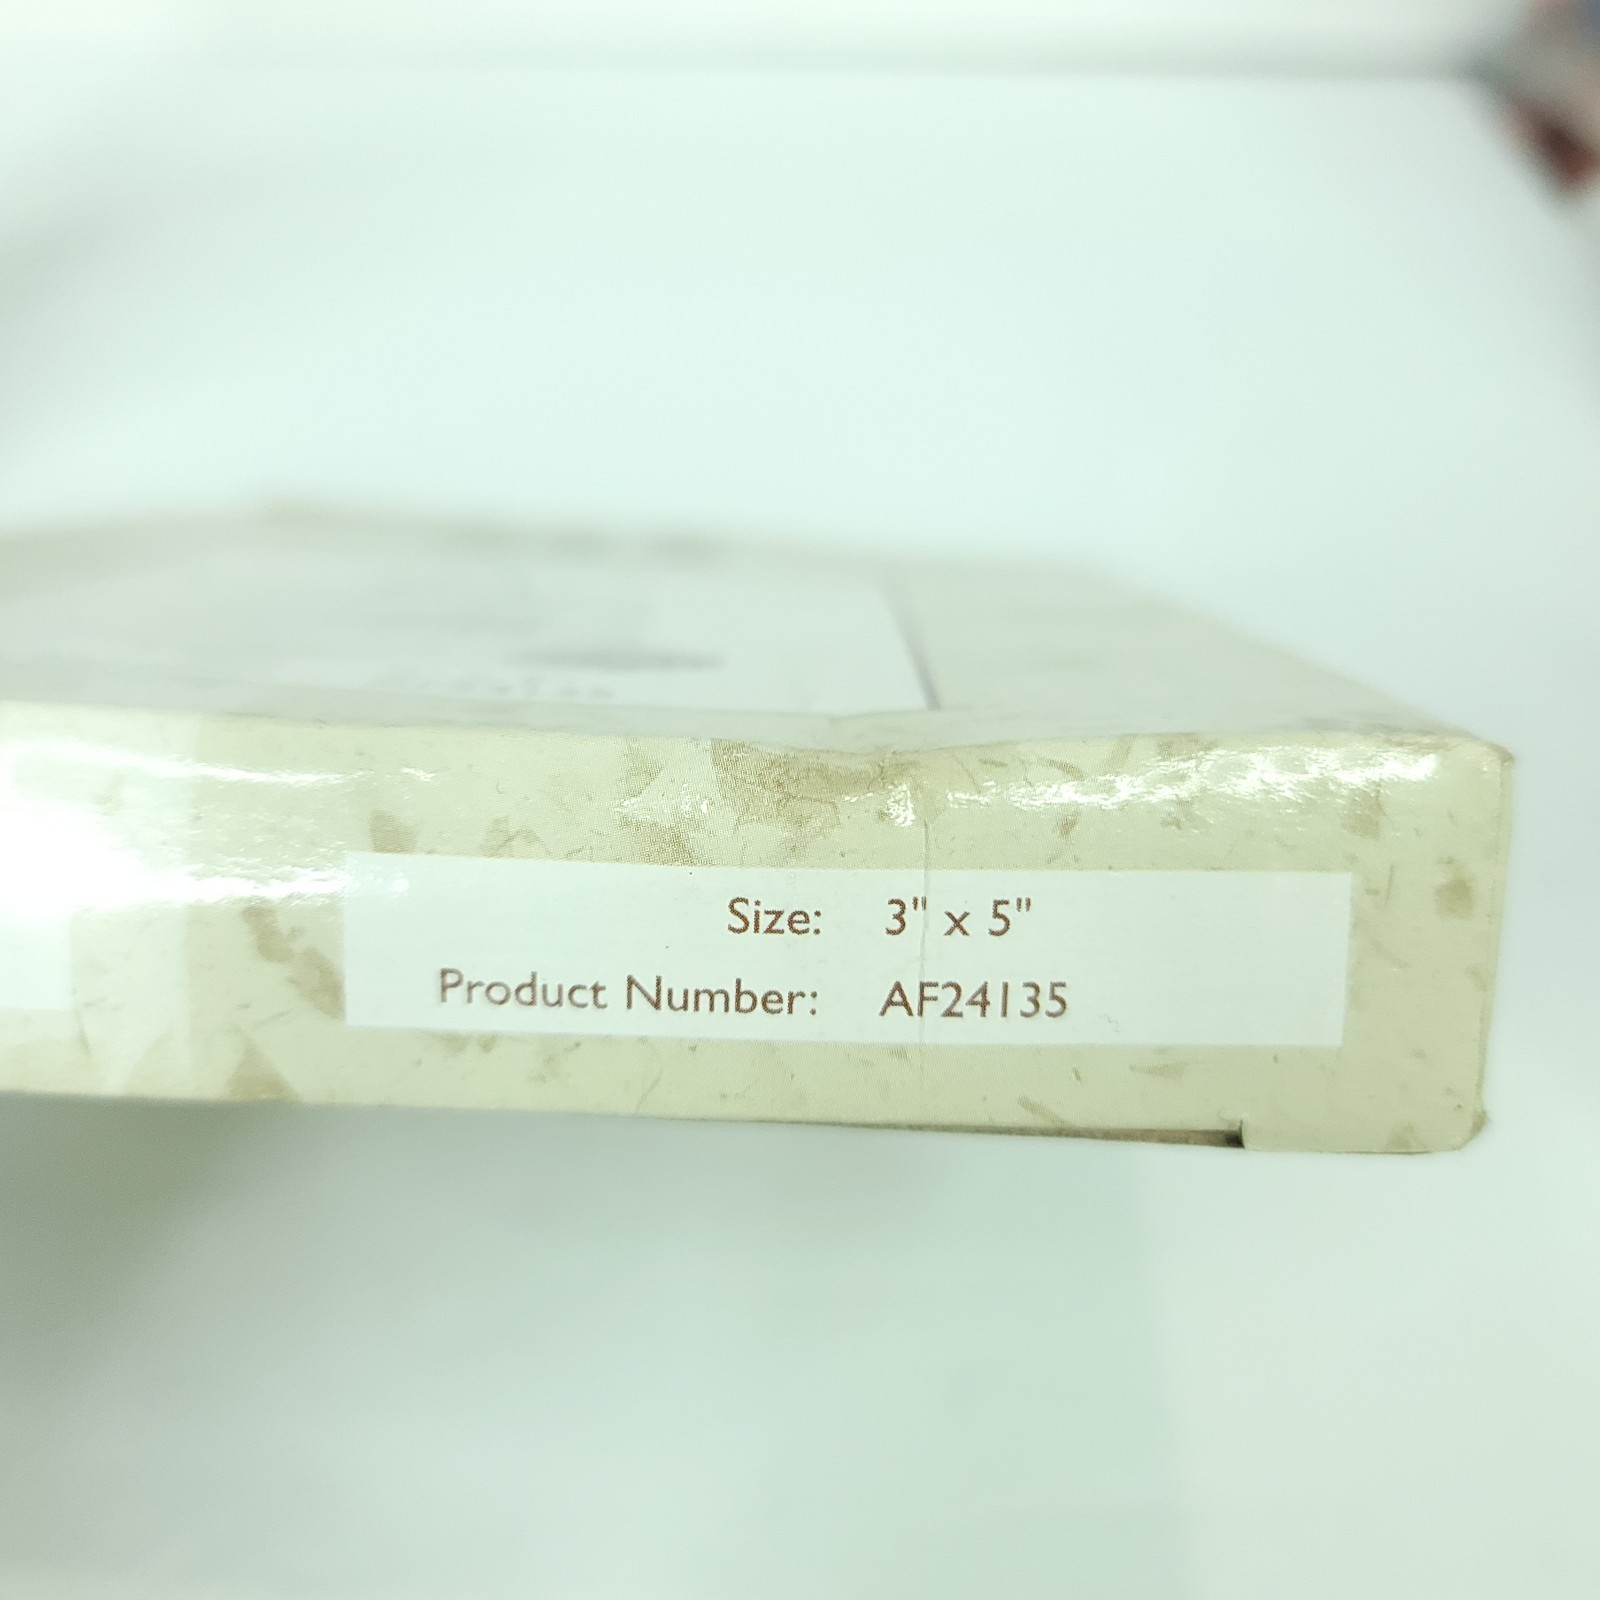 Size: 3" x 5"
Product Number: AF24135